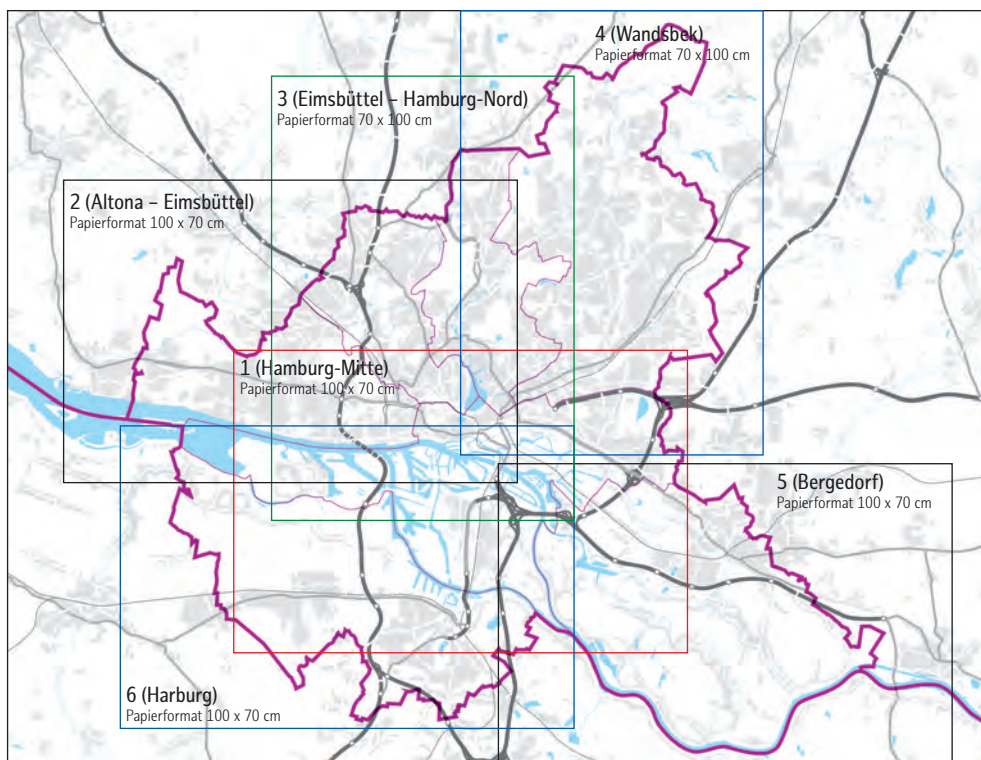 4 (Wandsbek)
Papierformat 70 x 100 cm
3 (Eimsbüttel – Hamburg-Nord)
Papierformat 70 x 100 cm
2 (Altona – Eimsbüttel)
Papierformat 100 x 70 cm
1 (Hamburg-Mitte)
Papierformat 100 x 70 cm
5 (Bergedorf)
Papierformat 100 x 70 cm
6 (Harburg)
Papierformat 100 x 70 cm